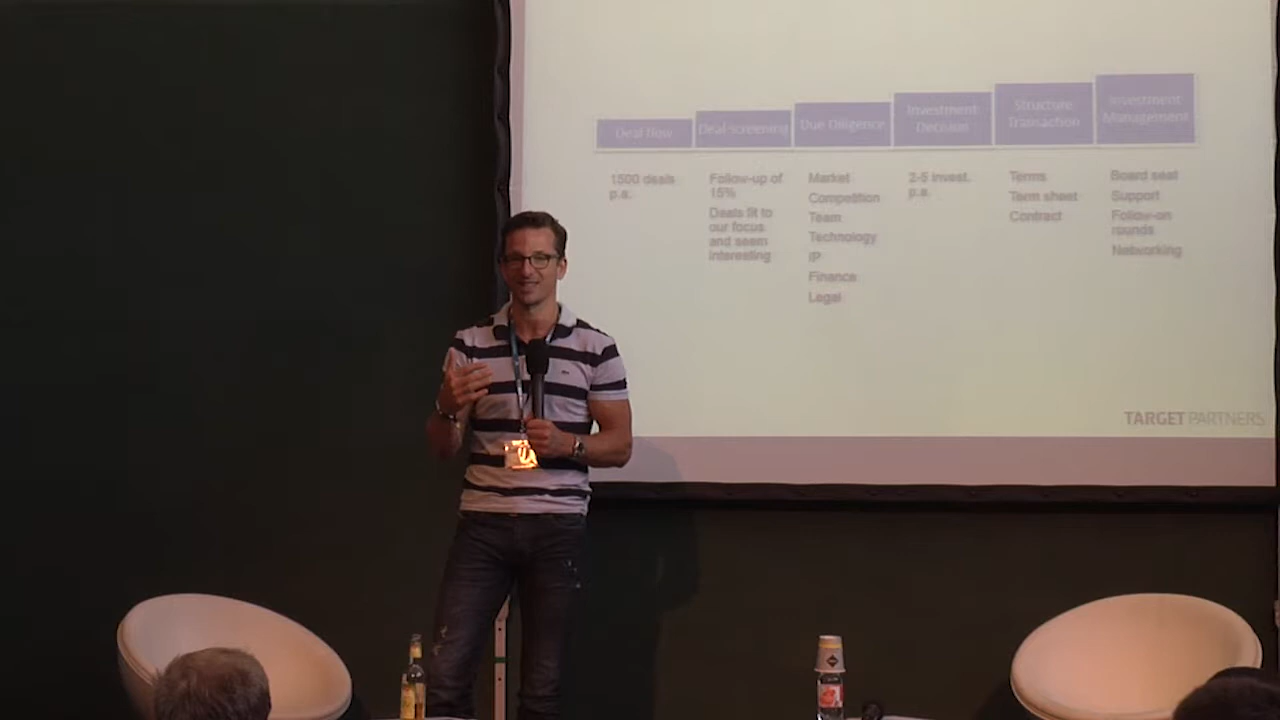 Deal flow
Deal screening
Due Diligence
Investment
Decision
Structure
Transaction
Investment
Management
1500 deals
p.a.
Follow-up of
15%
Deals fit to
our focus
and seem
interesting
Market
Competition
Team
Technology
IP
Finance
Legal
2-5 invest.
p.a.
Terms
Term sheet
Contract
Board seat
Support
Follow-on
rounds
Networking
TARGET PARTNERS